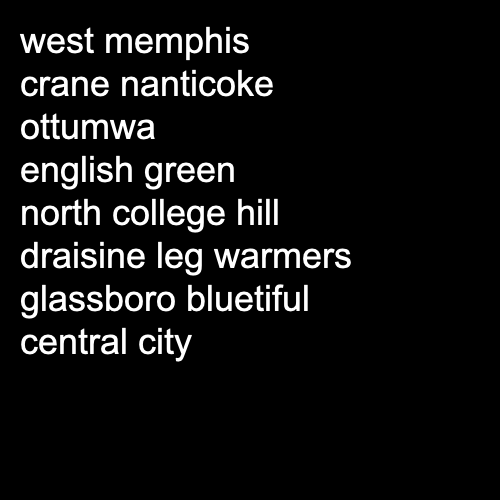 west memphis
crane nanticoke
ottumwa
english green
north college hill
draisine leg warmers
glassboro bluetiful
central city